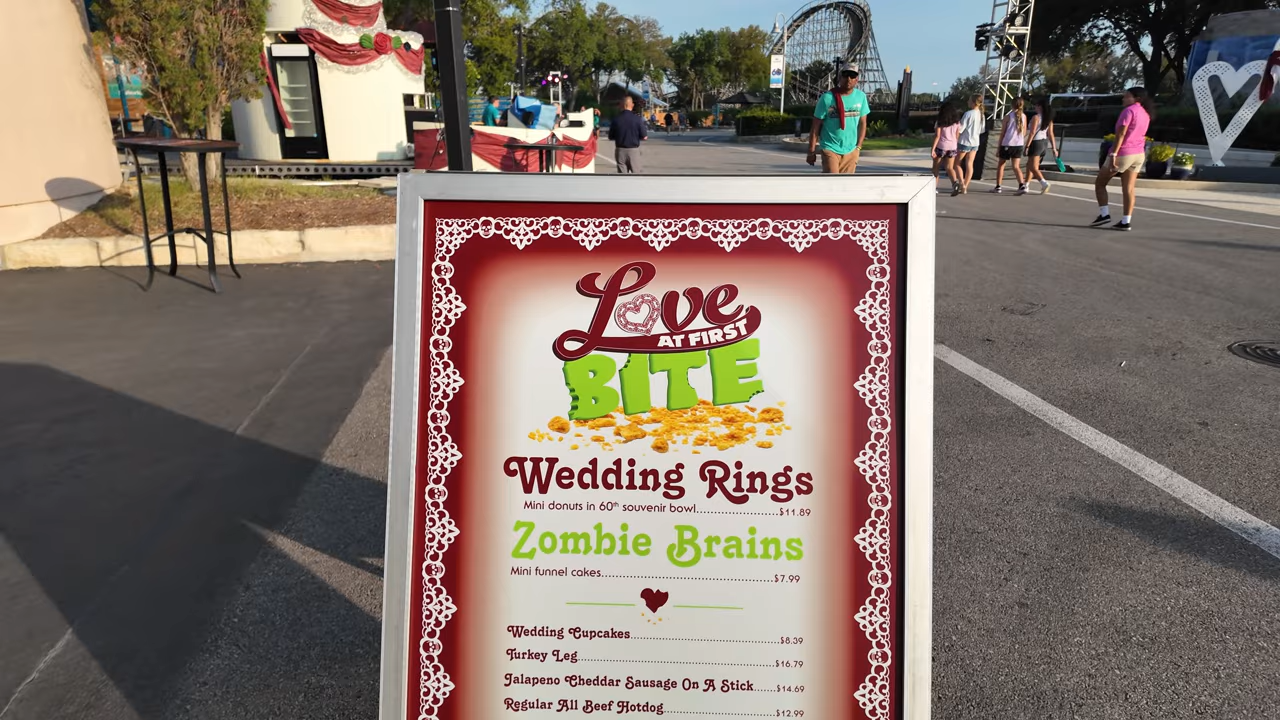 Love
AT FIRST
BITE
Wedding Rings
Mini donuts in 60th souvenir bowl..............................$11.89
Zombie Brains
Mini funnel cakes.....................................................$7.99
Wedding Cupcakes.............................................$8.39
Turkey Leg............................................................$16.79
Jalapeno Cheddar Sausage On A Stick.......$14.69
Regular All Beef Hotdog....................................$12.99